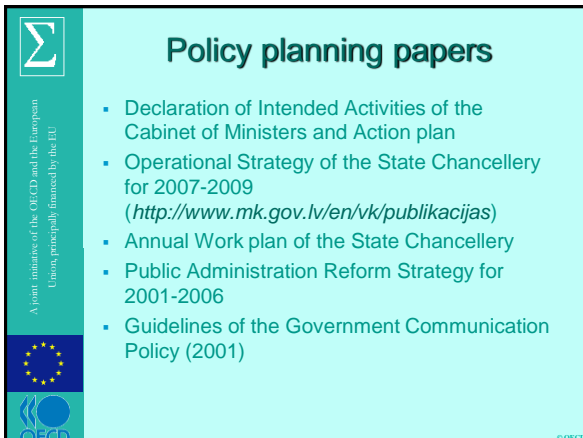 Σ
Policy planning papers
A joint initiative of the OECD and the European
Union, principally financed by the EU
▪ Declaration of Intended Activities of the
Cabinet of Ministers and Action plan
▪ Operational Strategy of the State Chancellery
for 2007-2009
(http://www.mk.gov.lv/en/vk/publikacijas)
▪ Annual Work plan of the State Chancellery
▪ Public Administration Reform Strategy for
2001-2006
▪ Guidelines of the Government Communication
Policy (2001)
OECD
© OECD